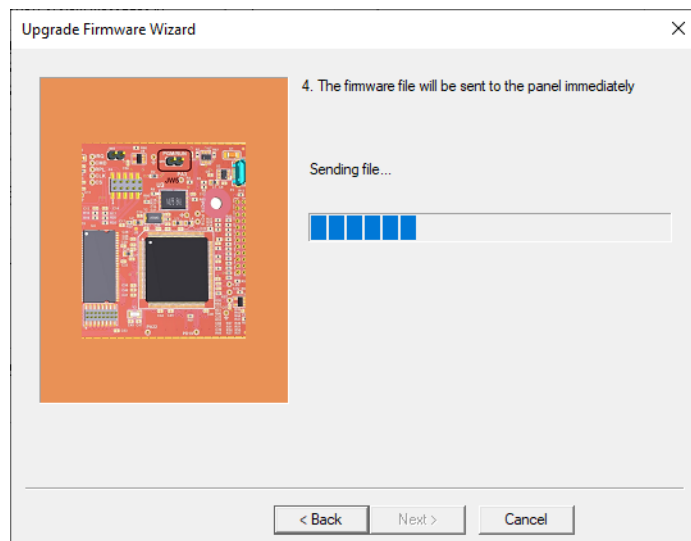 Upgrade Firmware Wizard
4. The firmware file will be sent to the panel immediately
Sending file...
JW6
< Back
Next >
Cancel